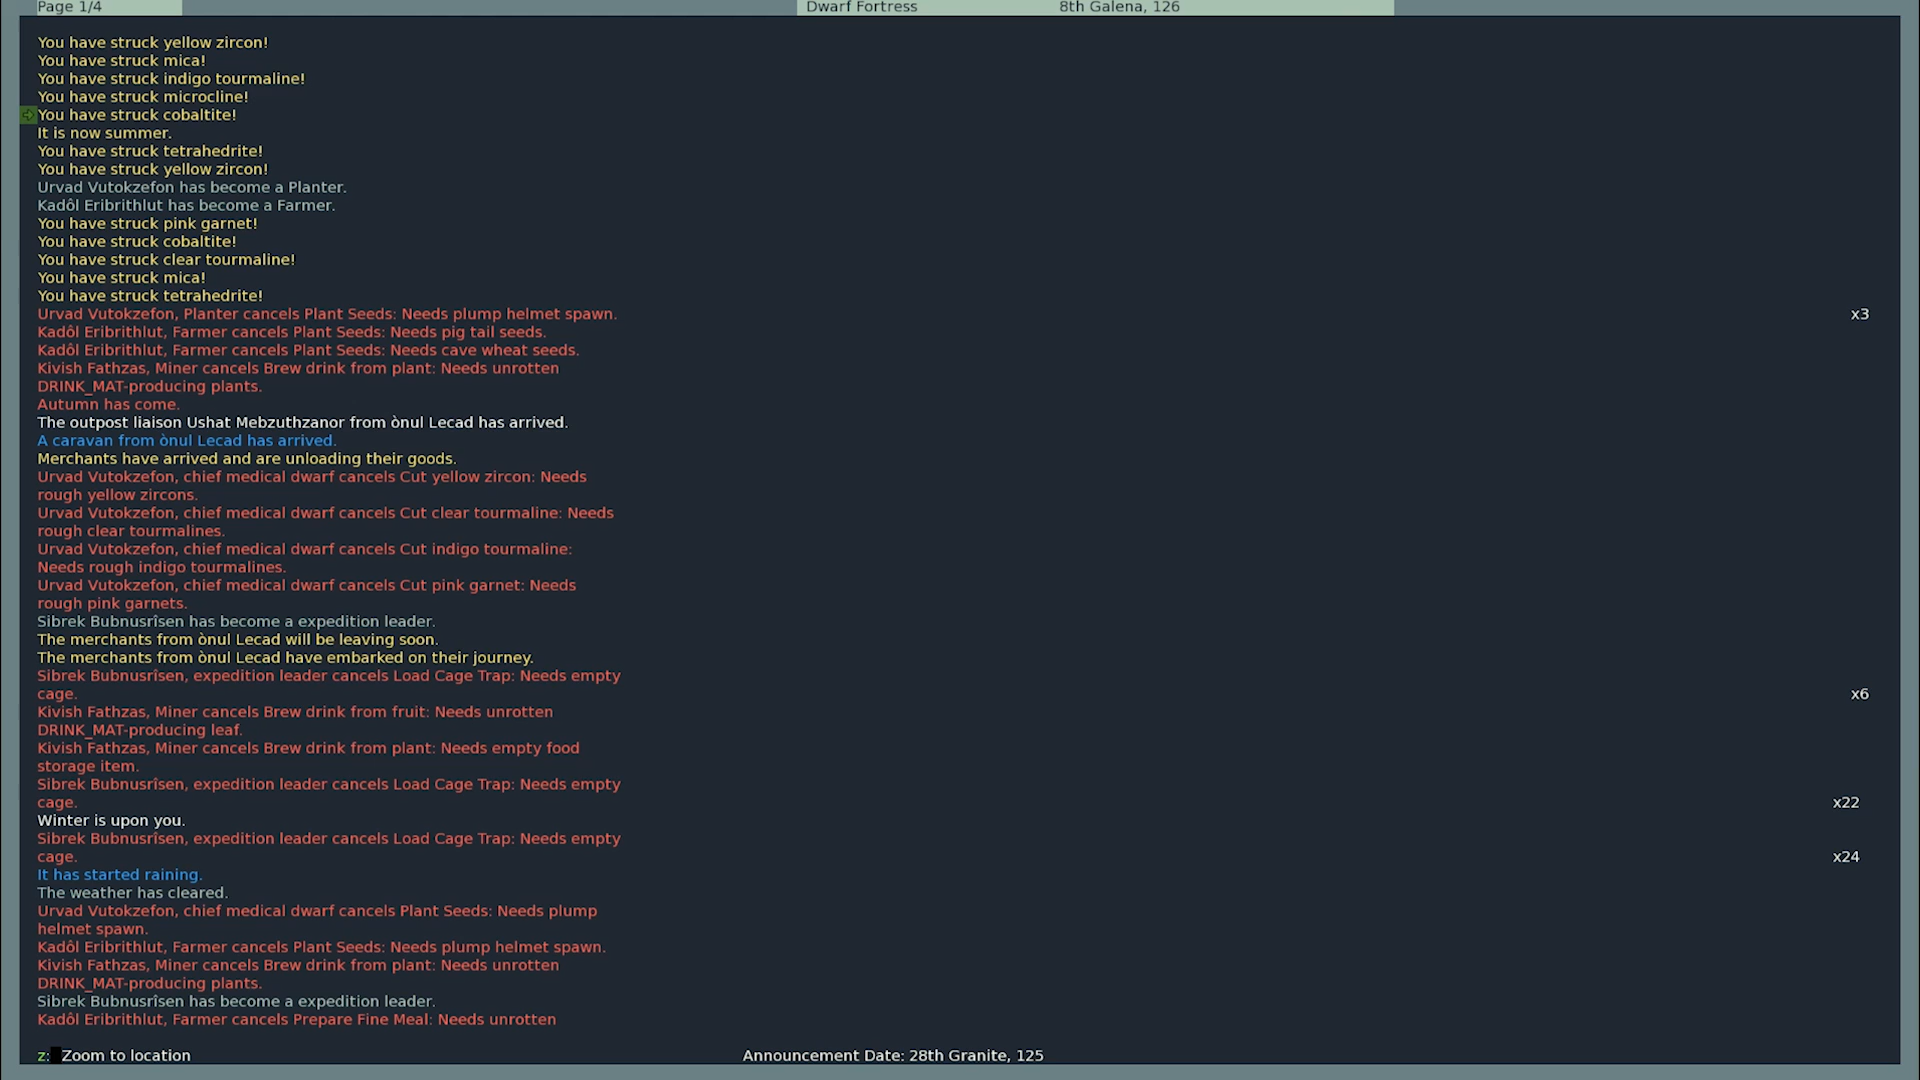 Page 1/4 Dwarf Fortress 8th Galena, 126
You have struck yellow zircon!
You have struck mica!
You have struck indigo tourmaline!
You have struck microcline!
You have struck cobaltite!
It is now summer.
You have struck tetrahedrite!
You have struck yellow zircon!
Urvad Vutokzefon has become a Planter.
Kadôl Eribrithlut has become a Farmer.
You have struck pink garnet!
You have struck cobaltite!
You have struck clear tourmaline!
You have struck mica!
You have struck tetrahedrite!
Urvad Vutokzefon, Planter cancels Plant Seeds: Needs plump helmet spawn. x3
Kadôl Eribrithlut, Farmer cancels Plant Seeds: Needs pig tail seeds.
Kadôl Eribrithlut, Farmer cancels Plant Seeds: Needs cave wheat seeds.
Kivish Fathzas, Miner cancels Brew drink from plant: Needs unrotten
DRINK_MAT-producing plants.
Autumn has come.
The outpost liaison Ushat Mebzuthzanor from ònul Lecad has arrived.
A caravan from ònul Lecad has arrived.
Merchants have arrived and are unloading their goods.
Urvad Vutokzefon, chief medical dwarf cancels Cut yellow zircon: Needs
rough yellow zircons.
Urvad Vutokzefon, chief medical dwarf cancels Cut clear tourmaline: Needs
rough clear tourmalines.
Urvad Vutokzefon, chief medical dwarf cancels Cut indigo tourmaline:
Needs rough indigo tourmalines.
Urvad Vutokzefon, chief medical dwarf cancels Cut pink garnet: Needs
rough pink garnets.
Sibrek Bubnusrîsen has become a expedition leader.
The merchants from ònul Lecad will be leaving soon.
The merchants from ònul Lecad have embarked on their journey.
Sibrek Bubnusrîsen, expedition leader cancels Load Cage Trap: Needs empty
cage. x6
Kivish Fathzas, Miner cancels Brew drink from fruit: Needs unrotten
DRINK_MAT-producing leaf.
Kivish Fathzas, Miner cancels Brew drink from plant: Needs empty food
storage item.
Sibrek Bubnusrîsen, expedition leader cancels Load Cage Trap: Needs empty
cage. x22
Winter is upon you.
Sibrek Bubnusrîsen, expedition leader cancels Load Cage Trap: Needs empty
cage. x24
It has started raining.
The weather has cleared.
Urvad Vutokzefon, chief medical dwarf cancels Plant Seeds: Needs plump
helmet spawn.
Kadôl Eribrithlut, Farmer cancels Plant Seeds: Needs plump helmet spawn.
Kivish Fathzas, Miner cancels Brew drink from plant: Needs unrotten
DRINK_MAT-producing plants.
Sibrek Bubnusrîsen has become a expedition leader.
Kadôl Eribrithlut, Farmer cancels Prepare Fine Meal: Needs unrotten
z: Zoom to location Announcement Date: 28th Granite, 125